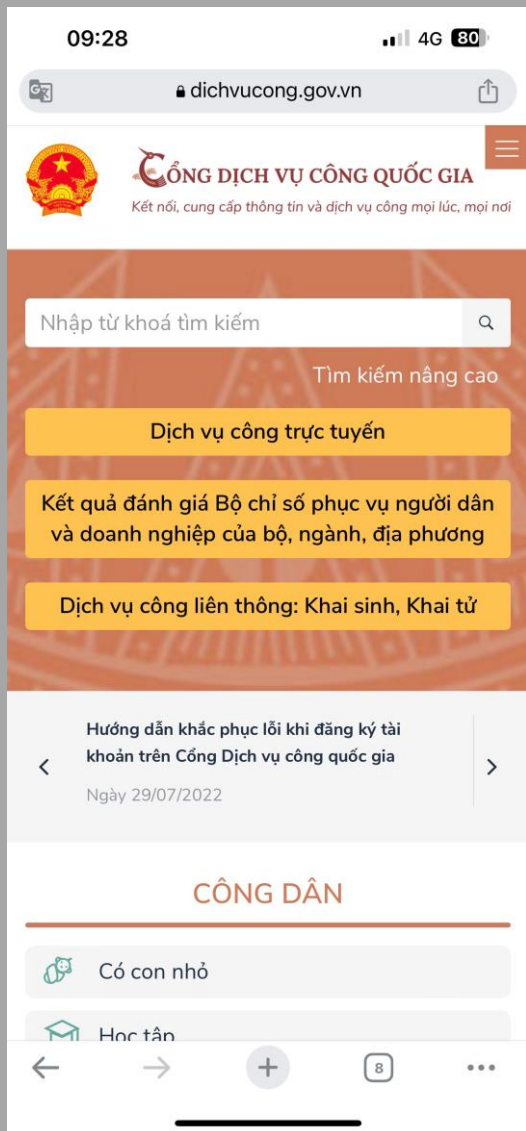 09:28
4G 80
dichvucong.gov.vn
CỔNG DỊCH VỤ CÔNG QUỐC GIA
Kết nối, cung cấp thông tin và dịch vụ công mọi lúc, mọi nơi
Nhập từ khoá tìm kiếm
Tìm kiếm nâng cao
Dịch vụ công trực tuyến
Kết quả đánh giá Bộ chỉ số phục vụ người dân
và doanh nghiệp của bộ, ngành, địa phương
Dịch vụ công liên thông: Khai sinh, Khai tử
Hướng dẫn khắc phục lỗi khi đăng ký tài
khoản trên Cổng Dịch vụ công quốc gia
Ngày 29/07/2022
CÔNG DÂN
Có con nhỏ
Học tập
8